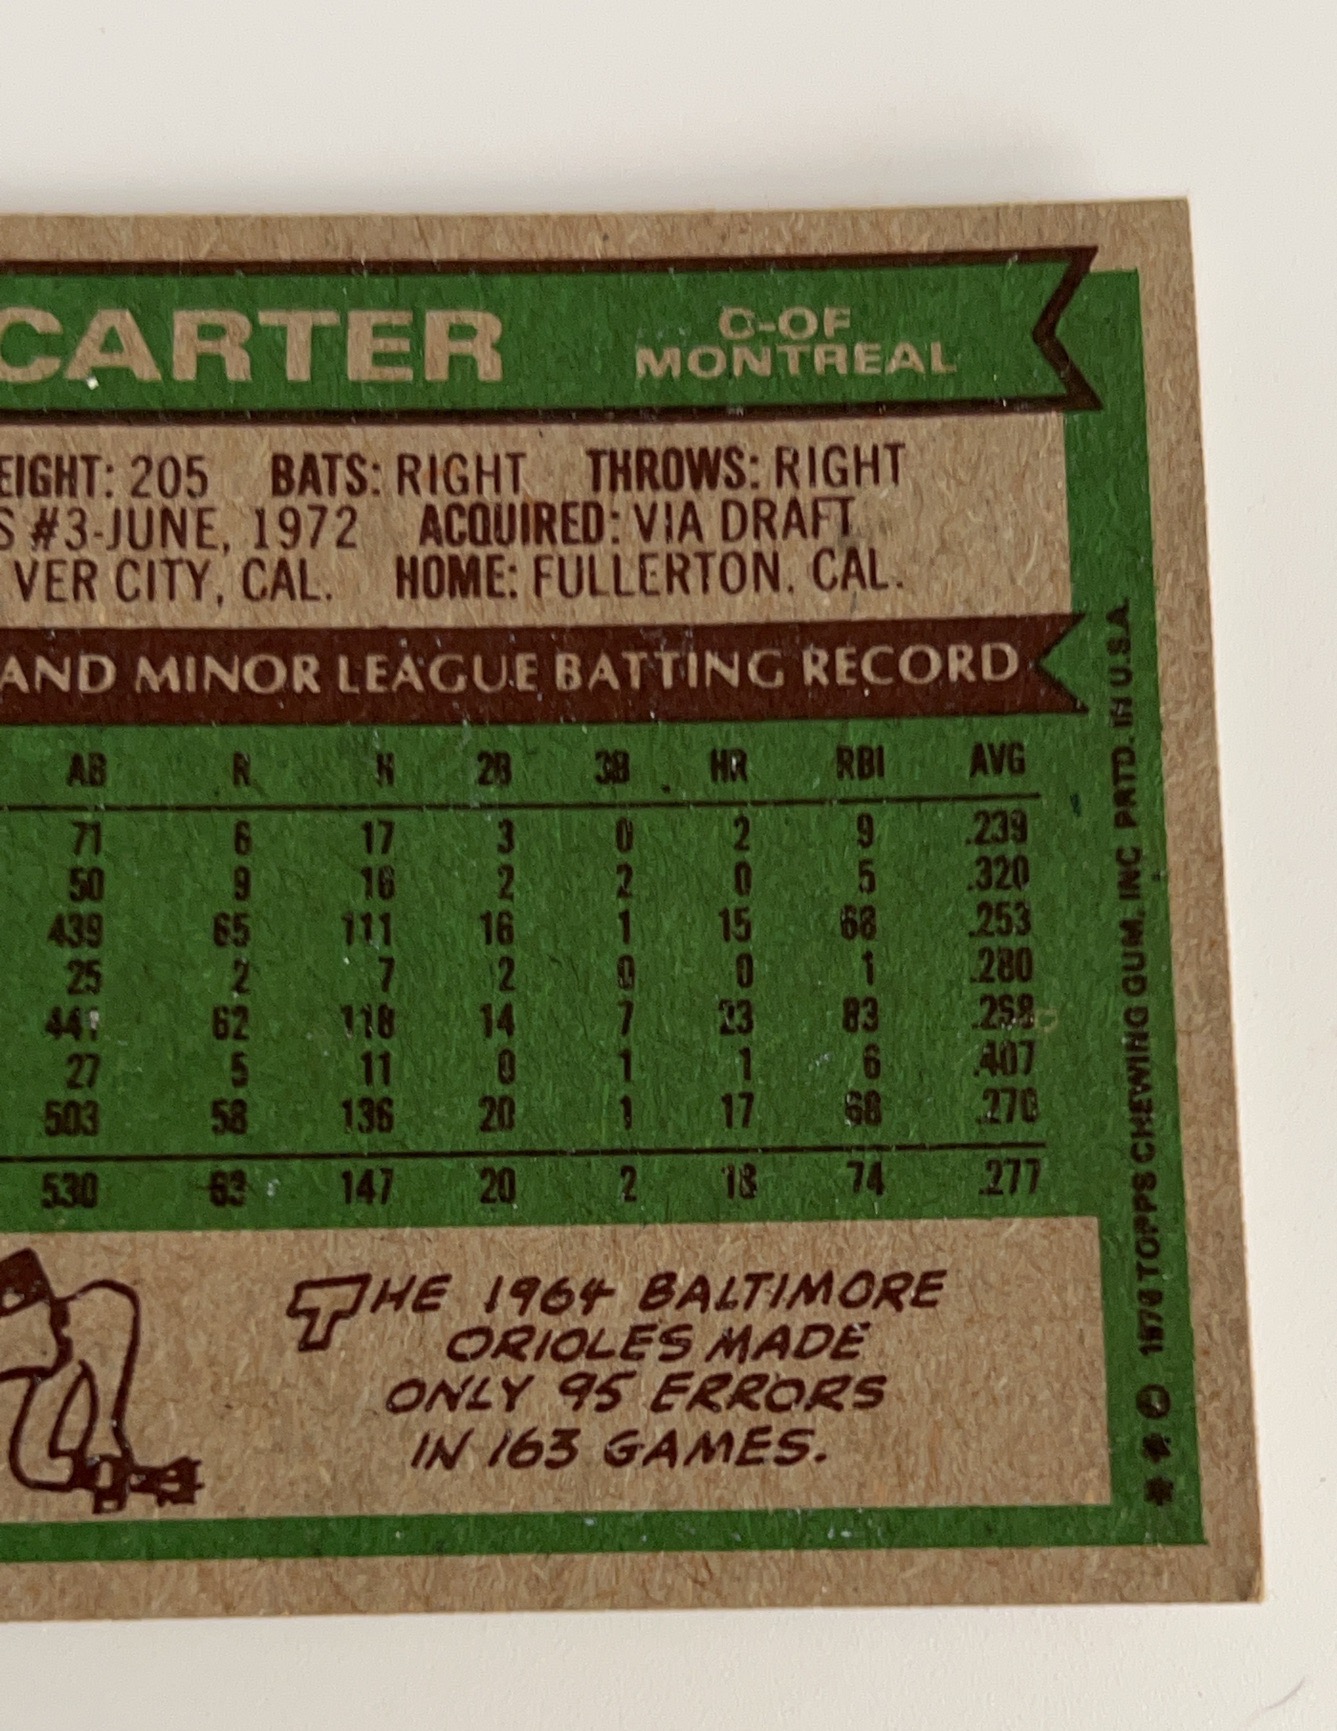 CARTER
C-OF
MONTREAL
EIGHT: 205 BATS: RIGHT THROWS: RIGHT
S #3-JUNE, 1972 ACQUIRED: VIA DRAFT
VER CITY, CAL. HOME: FULLERTON. CAL.
AND MINOR LEAGUE BATTING RECORD
AB R H 2B 3B HR RBI AVG
71 6 17 3 0 2 9 .239
50 9 16 2 2 0 5 .320
439 65 111 16 1 15 68 .253
25 2 7 2 0 0 1 .280
441 62 118 14 7 23 83 .268
27 5 11 0 1 1 6 .407
503 58 136 20 1 17 68 .270
530 63 147 20 2 18 74 .277
THE 1964 BALTIMORE
ORIOLES MADE
ONLY 95 ERRORS
IN 163 GAMES.
** © 1976 TOPPS CHEWING GUM, INC PRTD. IN U.S.A.